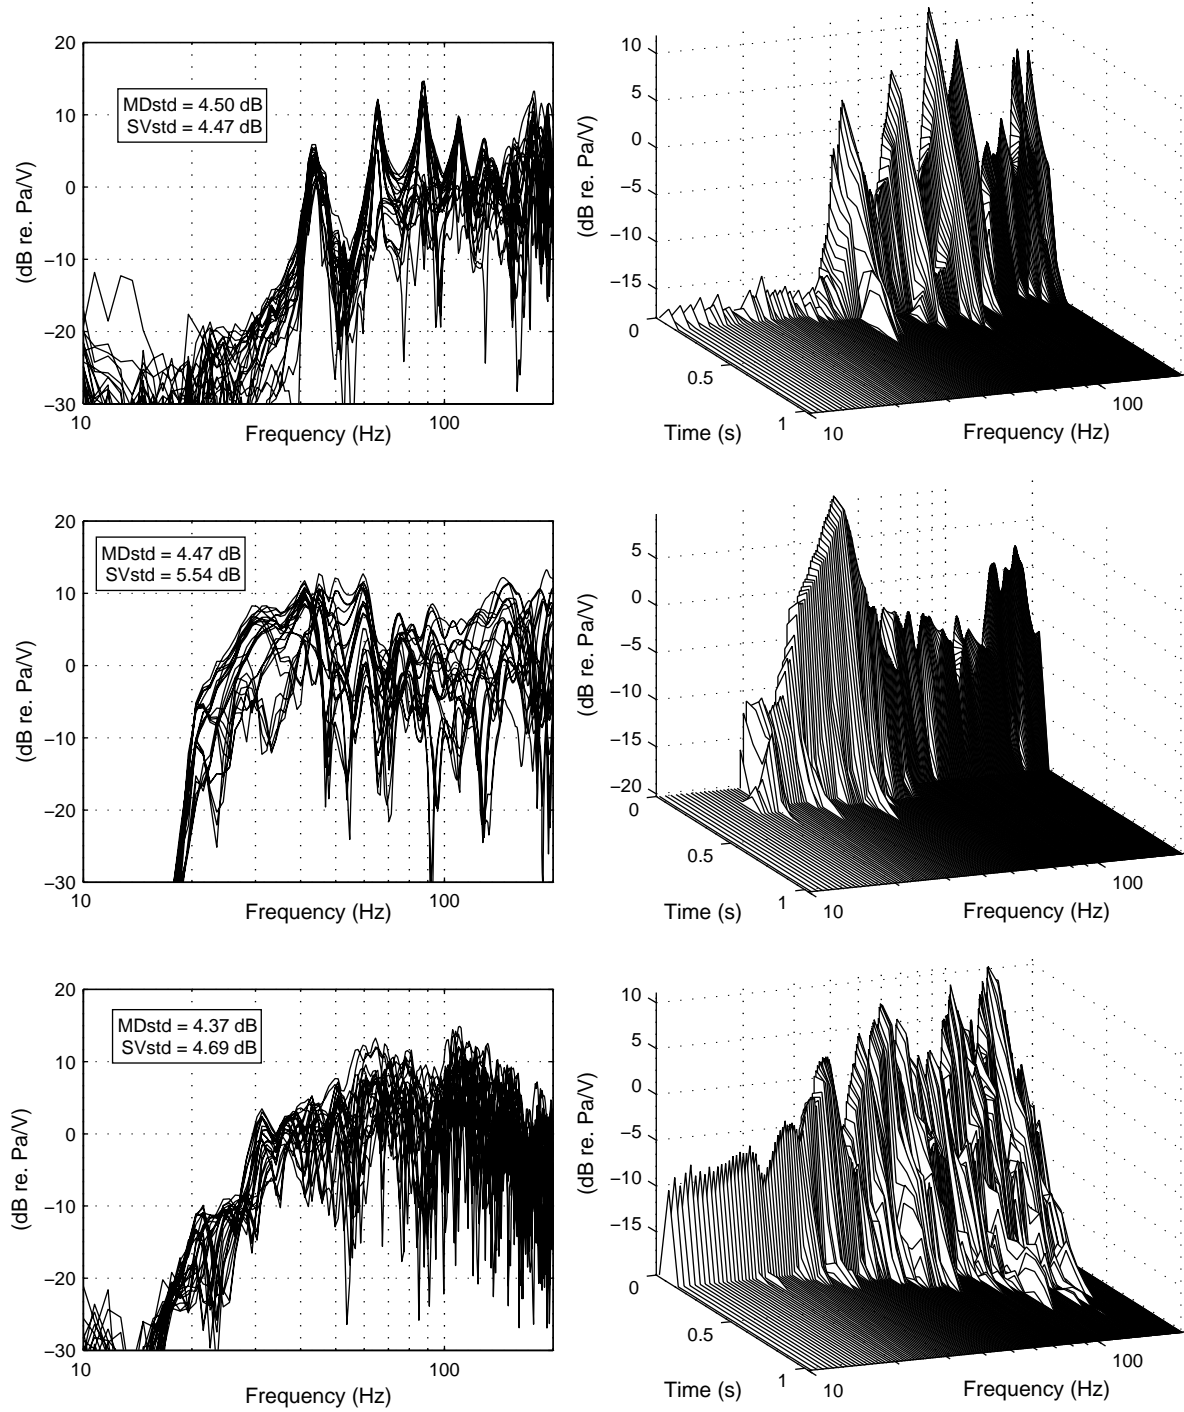 20
10
0
−10
−20
−30
10
100
Frequency (Hz)
(dB re. Pa/V)
MDstd = 4.50 dB
SVstd = 4.47 dB
10
5
0
−5
−10
−15
(dB re. Pa/V)
0
0.5
1
Time (s)
10
100
Frequency (Hz)
20
10
0
−10
−20
−30
10
100
Frequency (Hz)
(dB re. Pa/V)
MDstd = 4.47 dB
SVstd = 5.54 dB
5
0
−5
−10
−15
−20
(dB re. Pa/V)
0
0.5
1
Time (s)
10
100
Frequency (Hz)
20
10
0
−10
−20
−30
10
100
Frequency (Hz)
(dB re. Pa/V)
MDstd = 4.37 dB
SVstd = 4.69 dB
10
5
0
−5
−10
−15
(dB re. Pa/V)
0
0.5
1
Time (s)
10
100
Frequency (Hz)